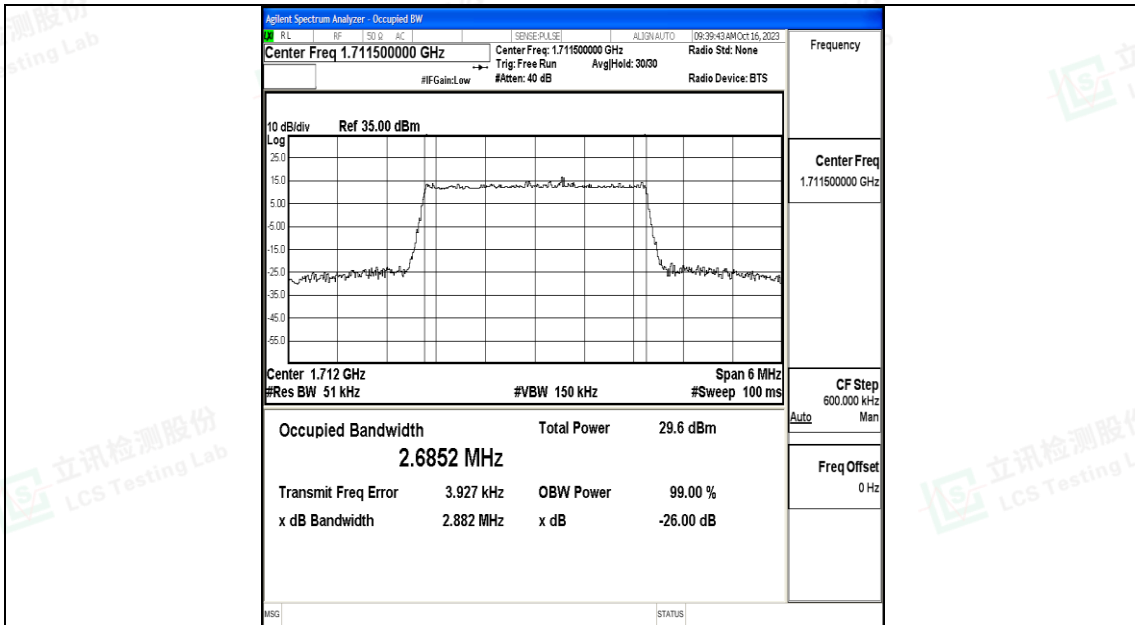 Agilent Spectrum Analyzer - Occupied BW
RL RF 50 Ω AC SENSE:PULSE ALIGN AUTO 09:39:43 AM Oct 16, 2023
Center Freq 1.711500000 GHz
Center Freq: 1.711500000 GHz
Radio Std: None
Trig: Free Run Avg|Hold: 30/30
#IFGain:Low #Atten: 40 dB Radio Device: BTS
Frequency
10 dB/div Ref 35.00 dBm
Log
25.0
15.0
5.00
-5.00
-15.0
-25.0
-35.0
-45.0
-55.0
Center 1.712 GHz Span 6 MHz
#Res BW 51 kHz #VBW 150 kHz #Sweep 100 ms
Center Freq
1.711500000 GHz
CF Step
600.000 kHz
Auto Man
Freq Offset
0 Hz
Occupied Bandwidth Total Power 29.6 dBm
2.6852 MHz
Transmit Freq Error 3.927 kHz OBW Power 99.00 %
x dB Bandwidth 2.882 MHz x dB -26.00 dB
MSG STATUS
立讯检测股份
LCS Testing Lab
立讯检测股份
LCS Testing L
测股份
sting Lab
立